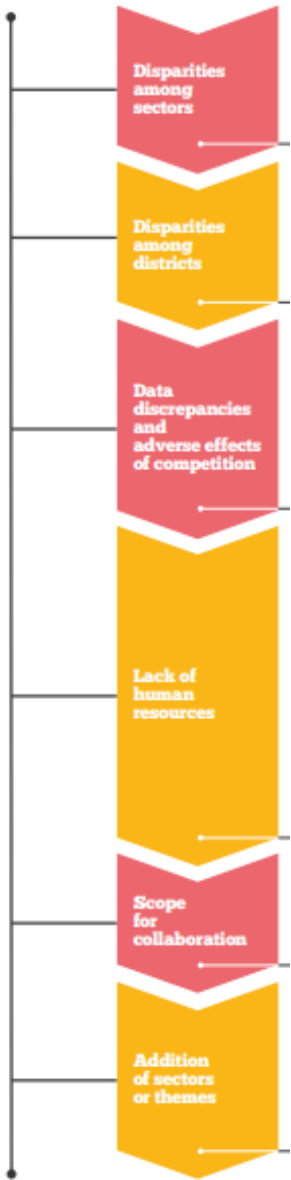 Disparities
among
sectors
Disparities
among
districts
Data
discrepancies
and
adverse effects
of competition
Lack of
human
resources
Scope
for
collaboration
Addition
of sectors
or themes